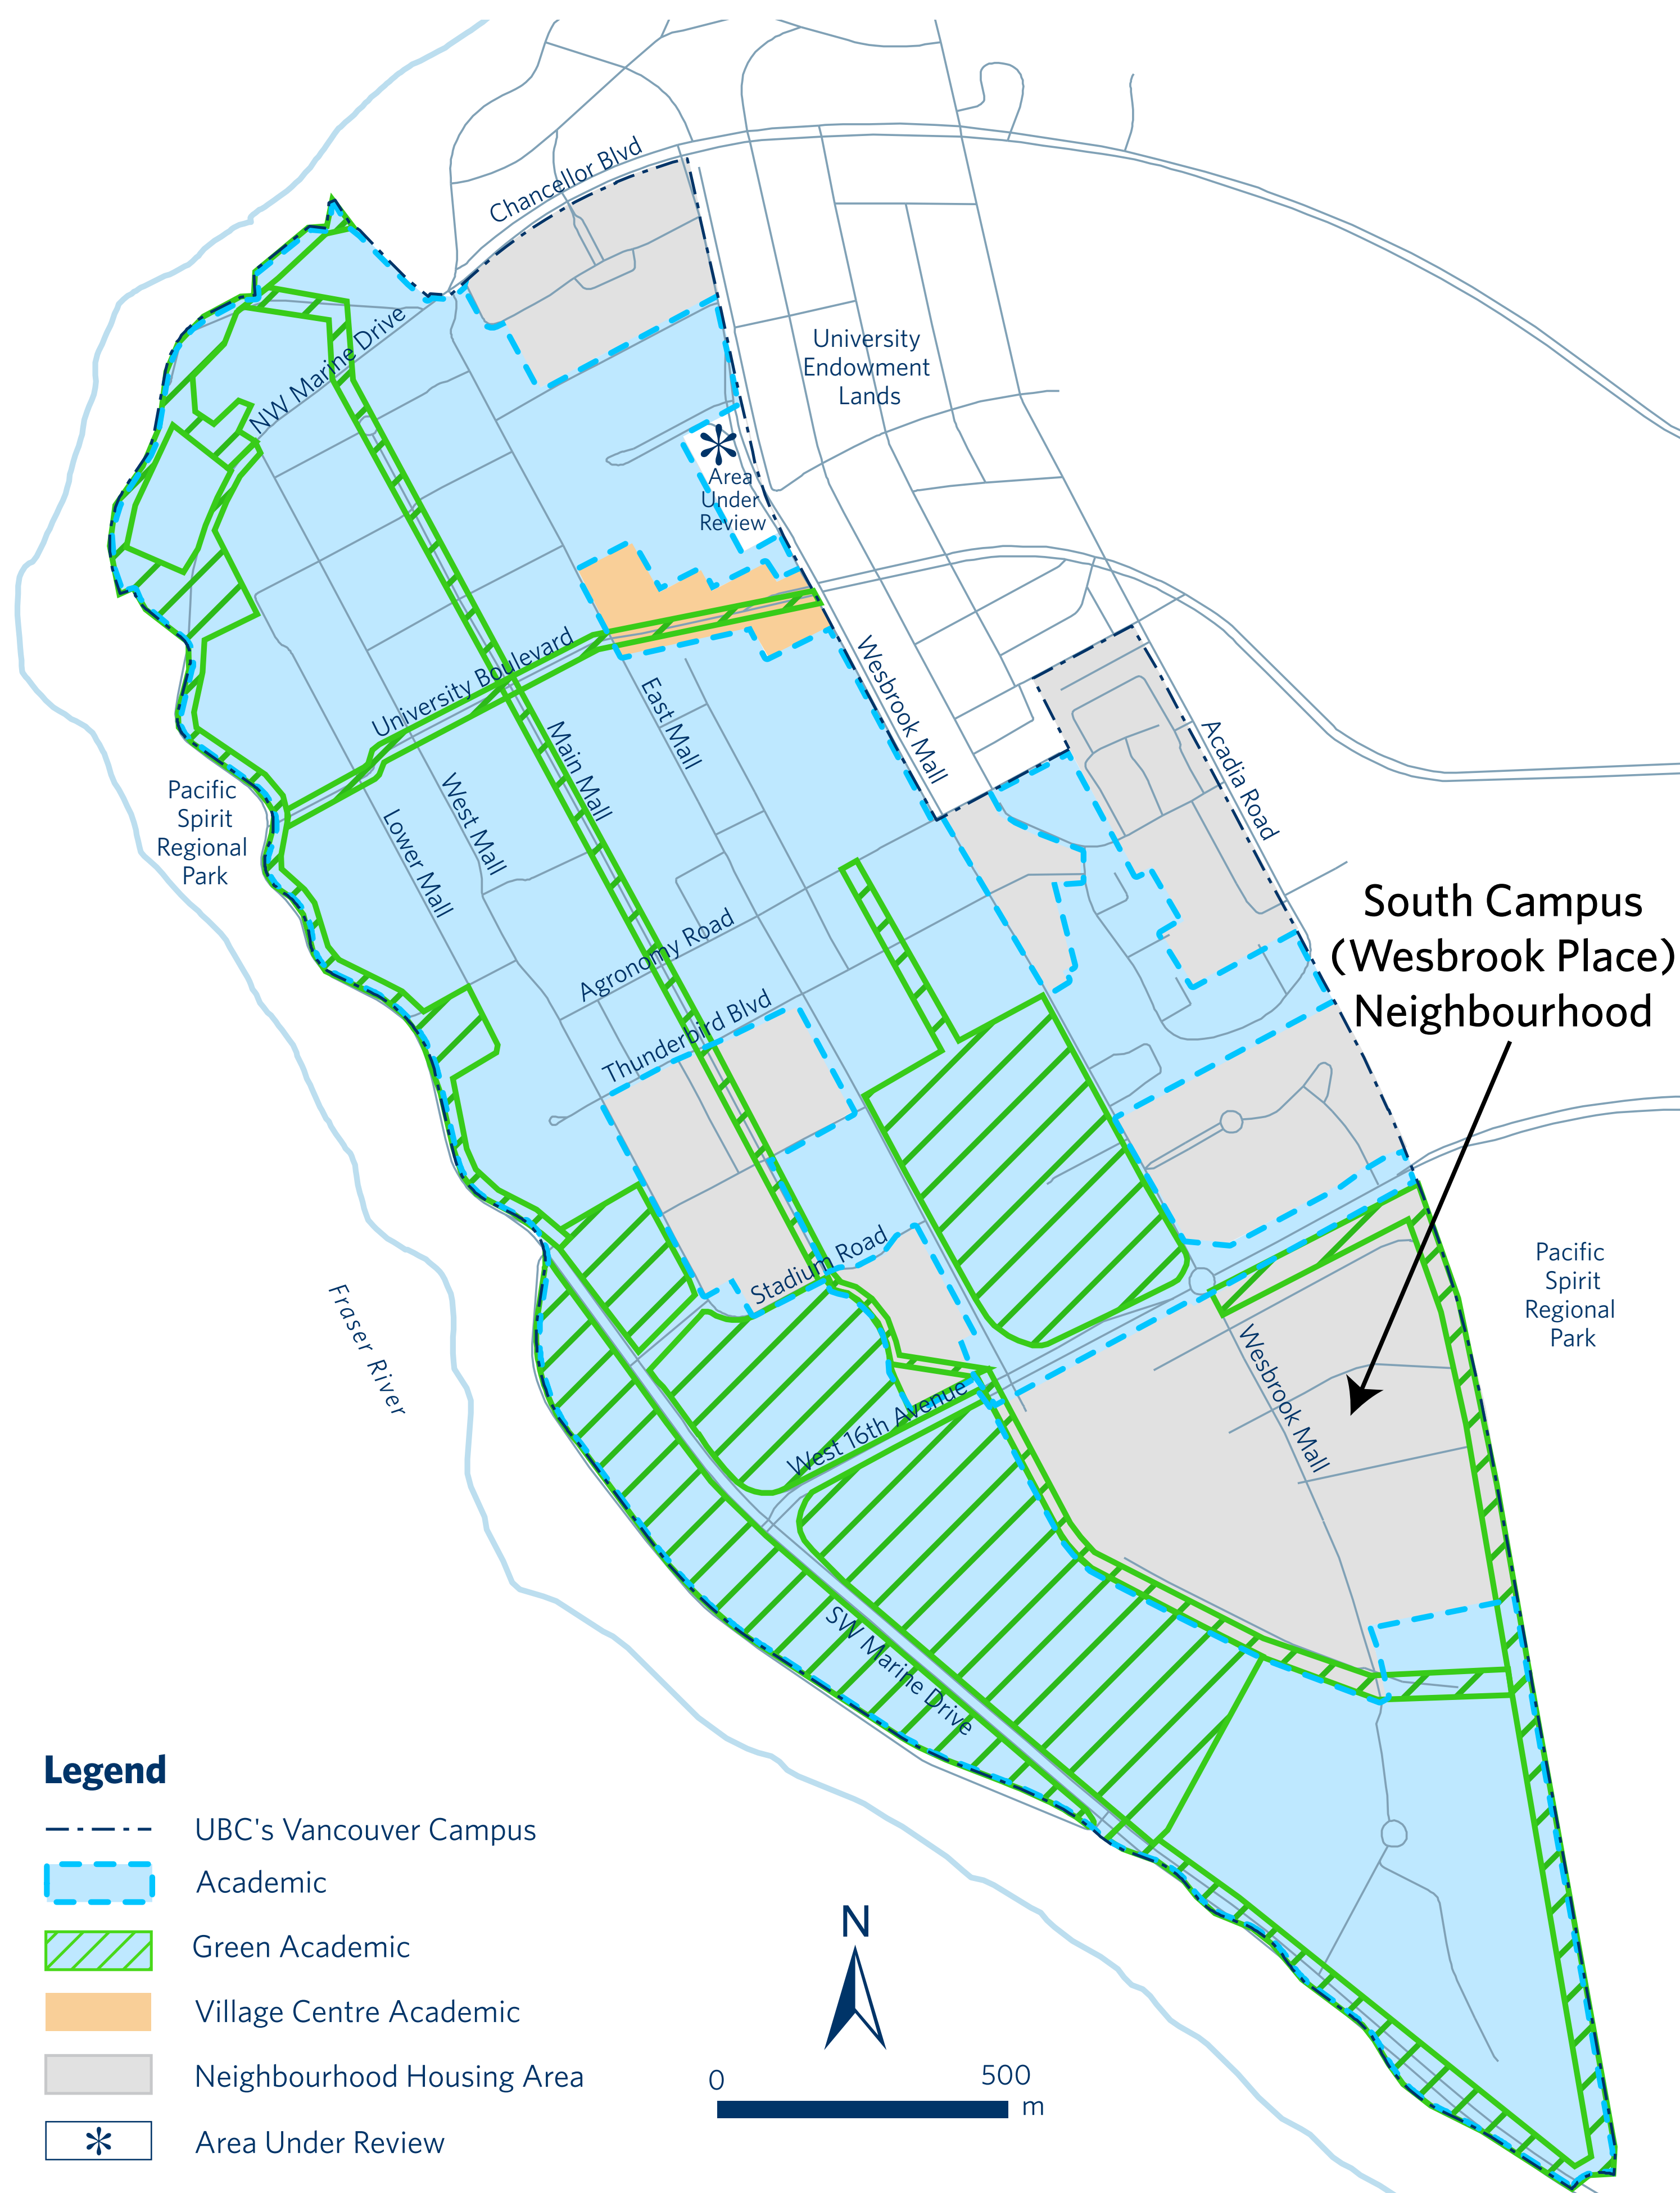 Chancellor Blvd
NW Marine Drive
University
Endowment
Lands
*
Area
Under
Review
University Boulevard
East Mall
Wesbrook Mall
Main Mall
West Mall
Lower Mall
Acadia Road
Pacific
Spirit
Regional
Park
South Campus
(Wesbrook Place)
Neighbourhood
Agronomy Road
Thunderbird Blvd
Stadium Road
Pacific
Spirit
Regional
Park
Fraser River
Wesbrook Mall
West 16th Avenue
SW Marine Drive
Legend
UBC's Vancouver Campus
Academic
Green Academic
Village Centre Academic
Neighbourhood Housing Area
* Area Under Review
N
0 500
m